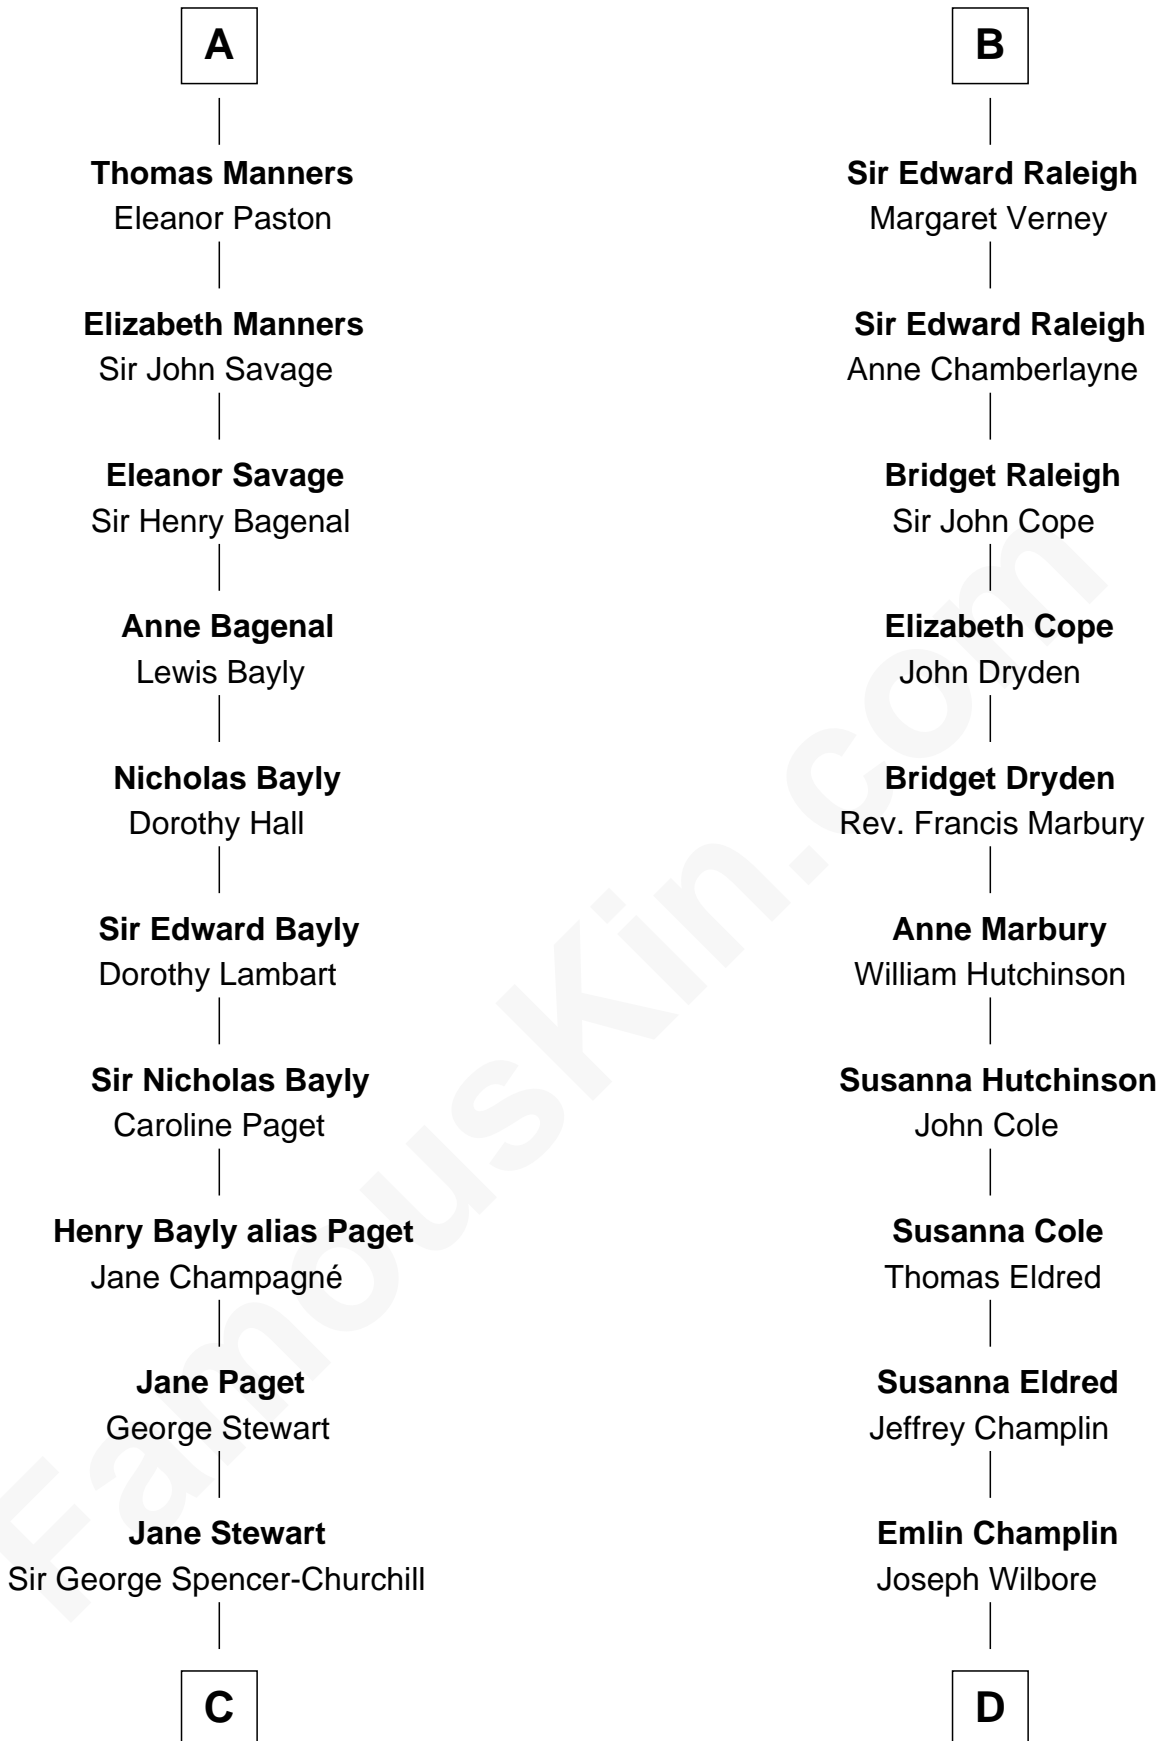 A
Thomas Manners
Eleanor Paston
Elizabeth Manners
Sir John Savage
Eleanor Savage
Sir Henry Bagenal
Anne Bagenal
Lewis Bayly
Nicholas Bayly
Dorothy Hall
Sir Edward Bayly
Dorothy Lambart
Sir Nicholas Bayly
Caroline Paget
Henry Bayly alias Paget
Jane Champagné
Jane Paget
George Stewart
Jane Stewart
Sir George Spencer-Churchill
C
B
Sir Edward Raleigh
Margaret Verney
Sir Edward Raleigh
Anne Chamberlayne
Bridget Raleigh
Sir John Cope
Elizabeth Cope
John Dryden
Bridget Dryden
Rev. Francis Marbury
Anne Marbury
William Hutchinson
Susanna Hutchinson
John Cole
Susanna Cole
Thomas Eldred
Susanna Eldred
Jeffrey Champlin
Emlin Champlin
Joseph Wilbore
D
FamousKin.com